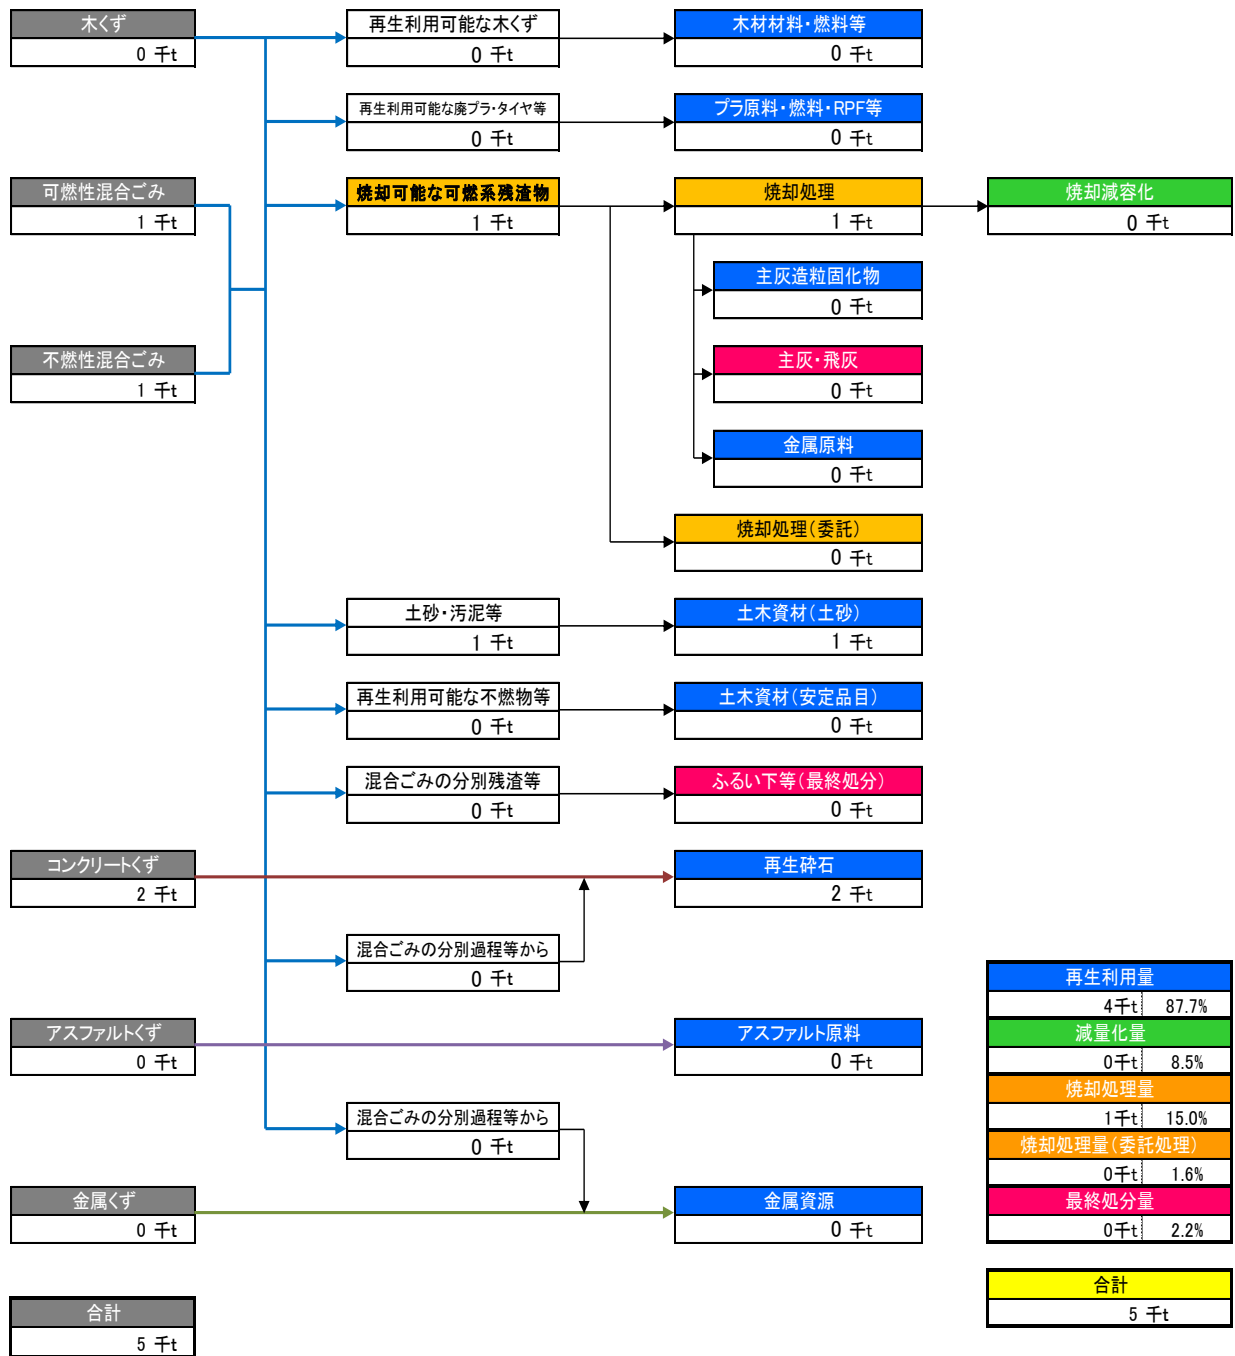 木くず
0 千t
再生利用可能な木くず
0 千t
木材材料・燃料等
0 千t
再生利用可能な廃プラ・タイヤ等
0 千t
プラ原料・燃料・RPF等
0 千t
可燃性混合ごみ
1 千t
焼却可能な可燃系残渣物
1 千t
焼却処理
1 千t
焼却減容化
0 千t
主灰造粒固化物
0 千t
不燃性混合ごみ
1 千t
主灰・飛灰
0 千t
金属原料
0 千t
焼却処理(委託)
0 千t
土砂・汚泥等
1 千t
土木資材(土砂)
1 千t
再生利用可能な不燃物等
0 千t
土木資材(安定品目)
0 千t
混合ごみの分別残渣等
0 千t
ふるい下等(最終処分)
0 千t
コンクリートくず
2 千t
再生砕石
2 千t
混合ごみの分別過程等から
0 千t
アスファルトくず
0 千t
アスファルト原料
0 千t
混合ごみの分別過程等から
0 千t
金属くず
0 千t
金属資源
0 千t
再生利用量
4千t 87.7%
減量化量
0千t 8.5%
焼却処理量
1千t 15.0%
焼却処理量(委託処理)
0千t 1.6%
最終処分量
0千t 2.2%
合計
5 千t
合計
5 千t